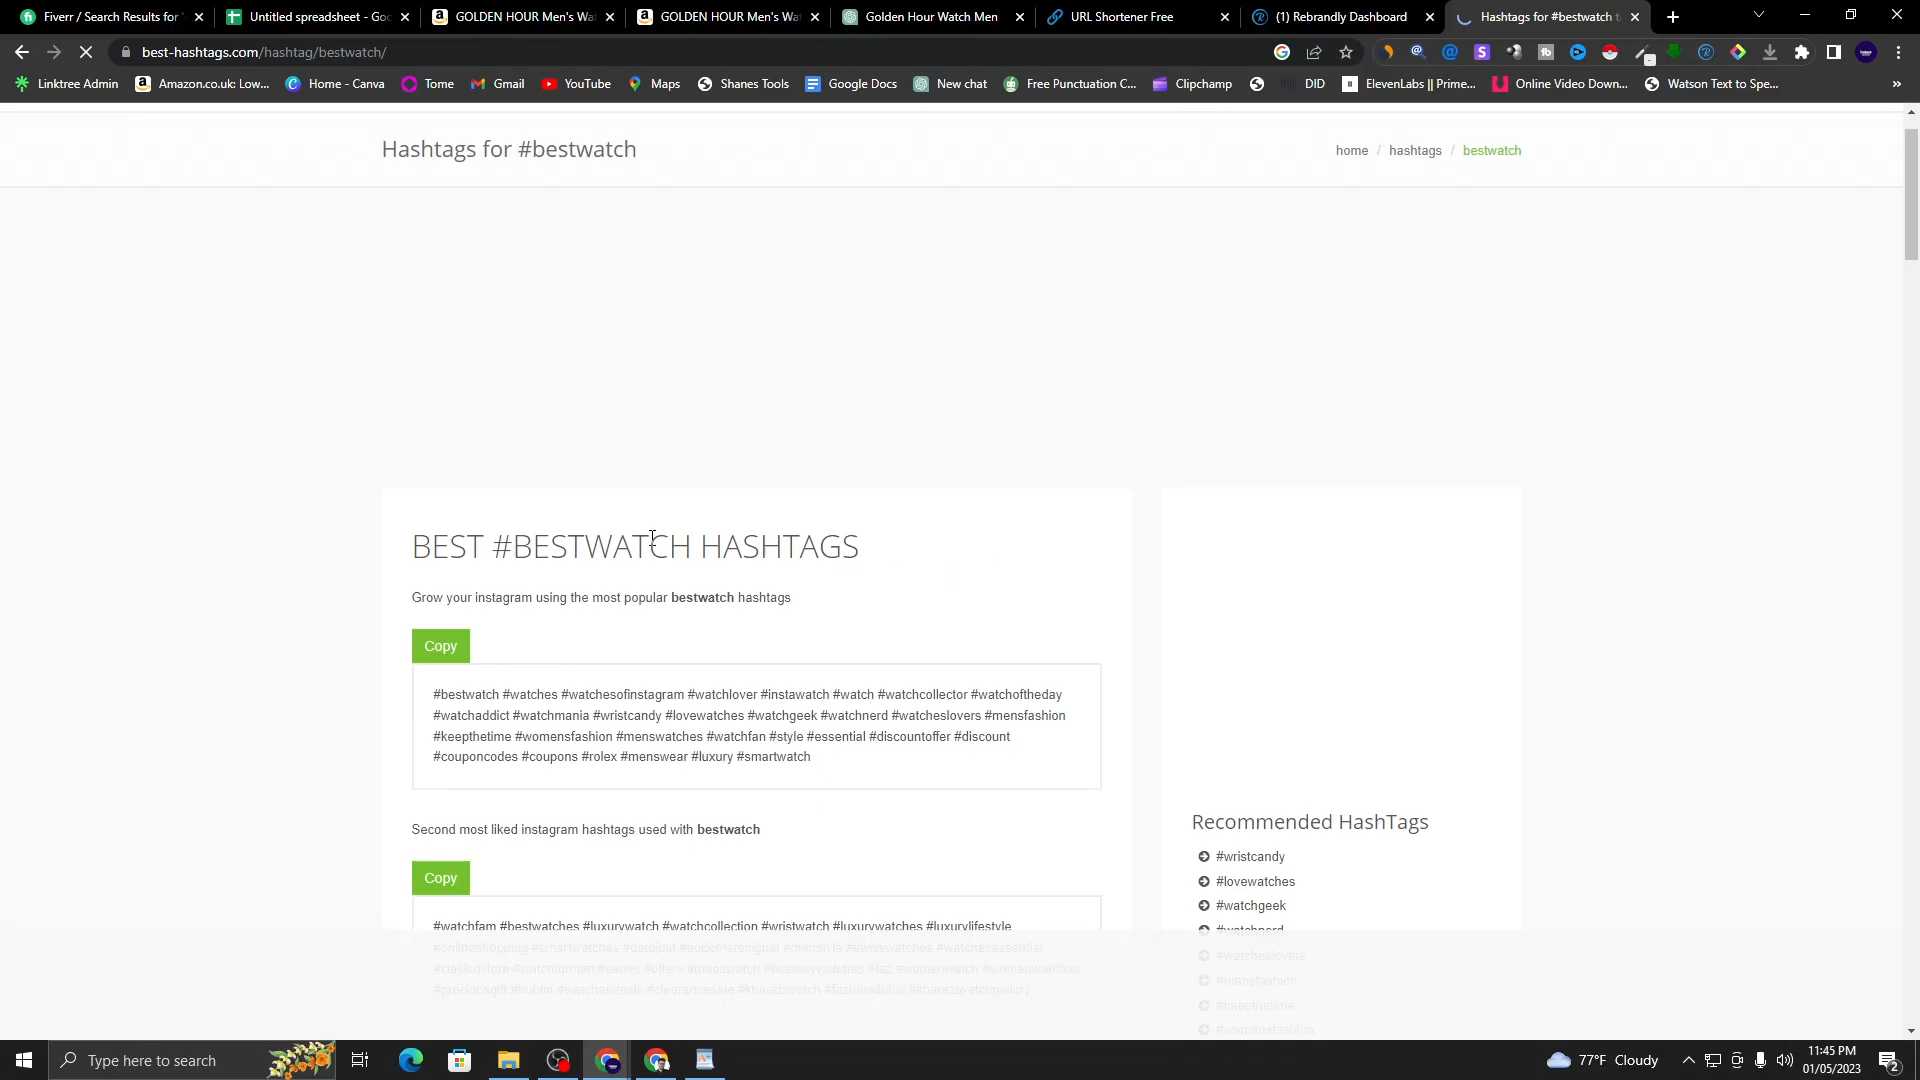 Fiverr / Search Results for '
Untitled spreadsheet - Goo
GOLDEN HOUR Men's Wa
GOLDEN HOUR Men's Wa
Golden Hour Watch Men
URL Shortener Free
(1) Rebrandly Dashboard
Hashtags for #bestwatch t
best-hashtags.com/hashtag/bestwatch/
Linktree Admin
Amazon.co.uk: Low...
Home - Canva
Tome
Gmail
YouTube
Maps
Shanes Tools
Google Docs
New chat
Free Punctuation C...
Clipchamp
DID
ElevenLabs || Prime...
Online Video Down...
Watson Text to Spe...
»
Hashtags for #bestwatch
home / hashtags / bestwatch
BEST #BESTWATCH HASHTAGS
Grow your instagram using the most popular bestwatch hashtags
Copy
#bestwatch #watches #watchesofinstagram #watchlover #instawatch #watch #watchcollector #watchoftheday
#watchaddict #watchmania #wristcandy #lovewatches #watchgeek #watchnerd #watcheslovers #mensfashion
#keepthetime #womensfashion #menswatches #watchfan #style #essential #discountoffer #discount
#couponcodes #coupons #rolex #menswear #luxury #smartwatch
Second most liked instagram hashtags used with bestwatch
Copy
#watchfam #bestwatches #luxurywatch #watchcollection #wristwatch #luxurywatches #luxurylifestyle
Recommended HashTags
#wristcandy
#lovewatches
#watchgeek
#watchnerd
#watcheslovers
#mensfashion
#keepthetime
#womensfashion
Type here to search
77°F Cloudy
11:45 PM
01/05/2023
2